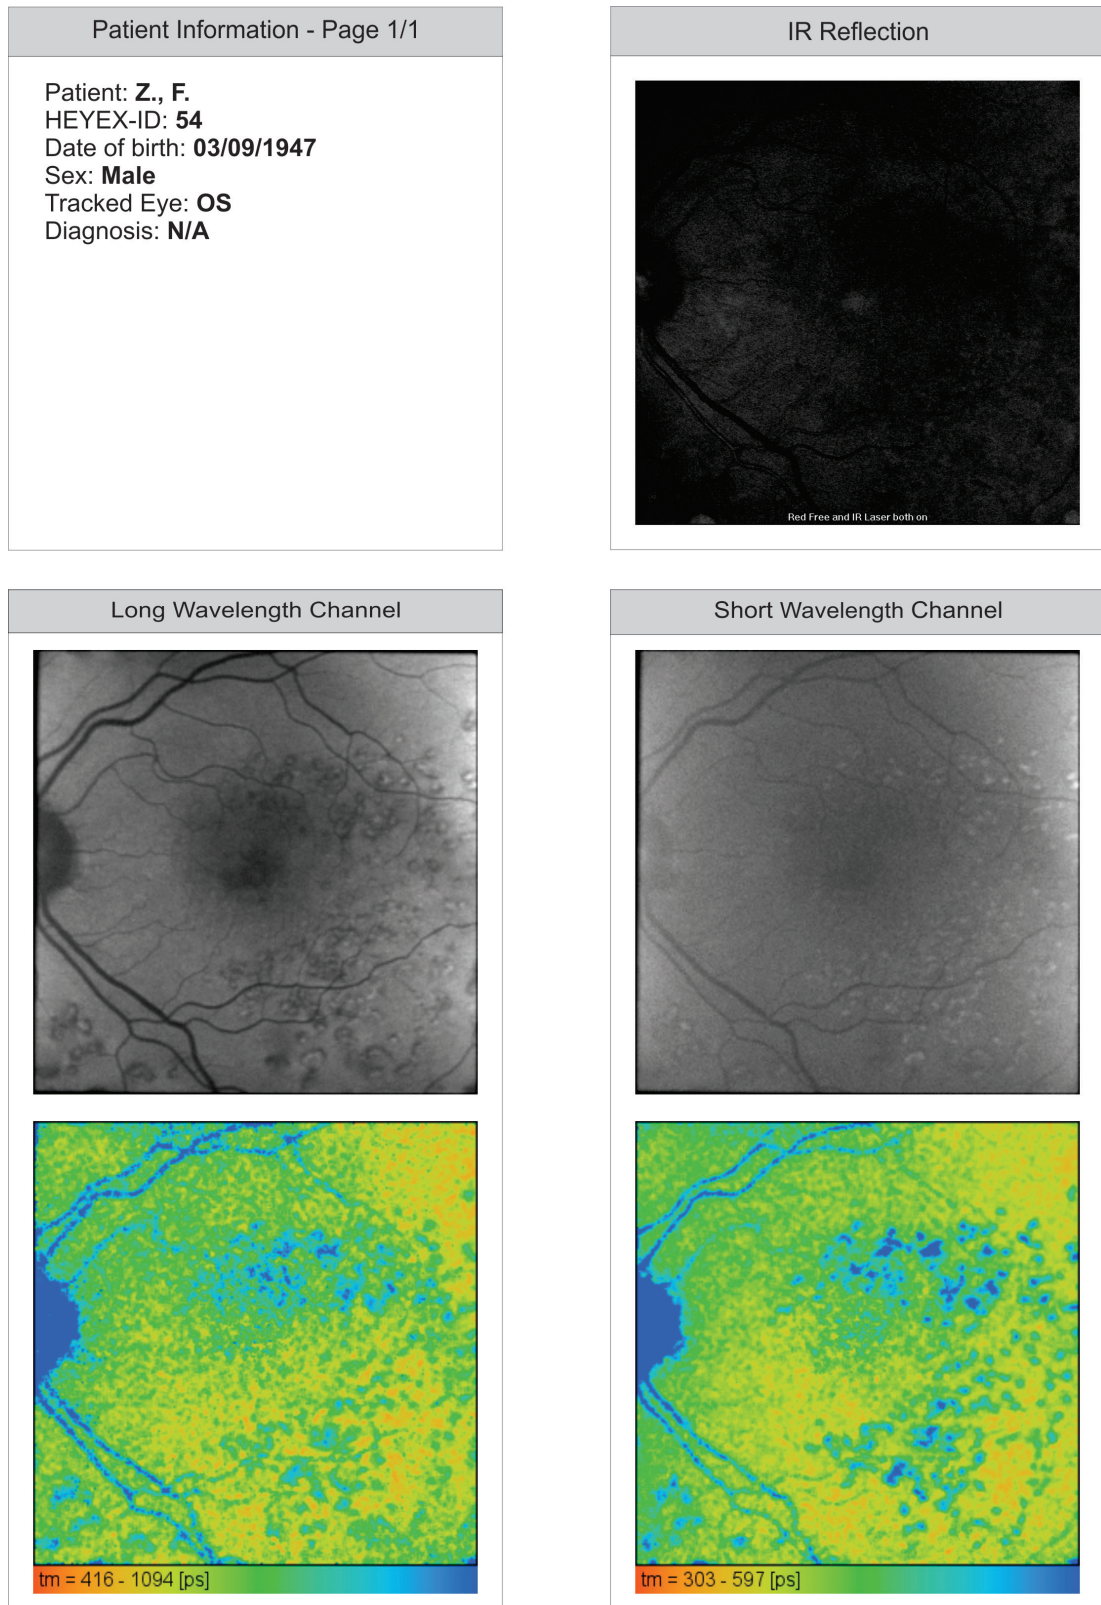 Patient Information - Page 1/1
Patient: Z., F.
HEYEX-ID: 54
Date of birth: 03/09/1947
Sex: Male
Tracked Eye: OS
Diagnosis: N/A
IR Reflection
Red Free and IR Laser both on
Long Wavelength Channel
Short Wavelength Channel
tm = 416 - 1094 [ps]
tm = 303 - 597 [ps]